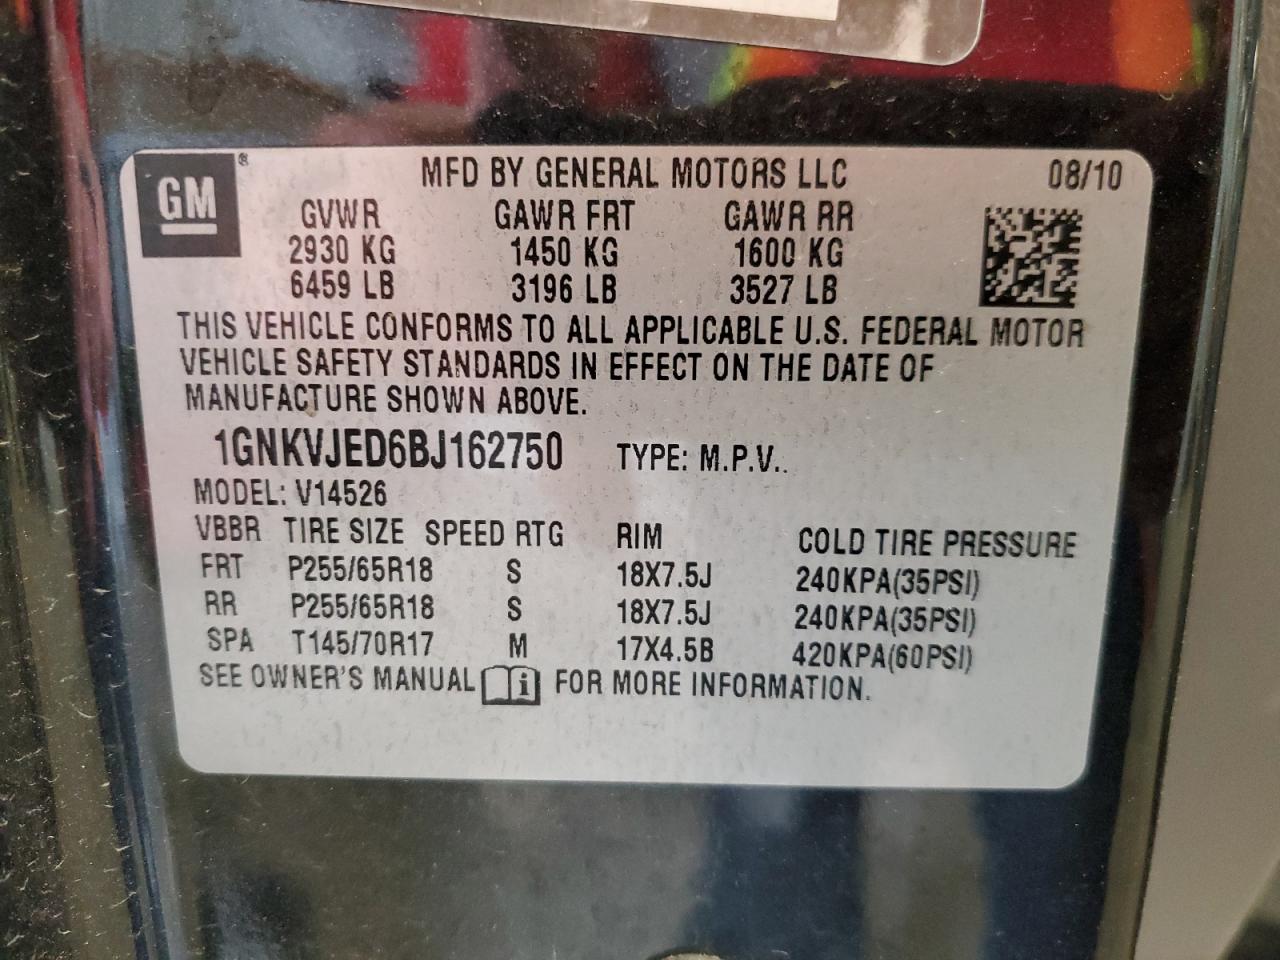 GM®
MFD BY GENERAL MOTORS LLC 08/10
GVWR GAWR FRT GAWR RR
2930 KG 1450 KG 1600 KG
6459 LB 3196 LB 3527 LB
THIS VEHICLE CONFORMS TO ALL APPLICABLE U.S. FEDERAL MOTOR
VEHICLE SAFETY STANDARDS IN EFFECT ON THE DATE OF
MANUFACTURE SHOWN ABOVE.
1GNKVJED6BJ162750 TYPE: M.P.V..
MODEL: V14526
VBBR TIRE SIZE SPEED RTG RIM COLD TIRE PRESSURE
FRT P255/65R18 S 18X7.5J 240KPA(35PSI)
RR P255/65R18 S 18X7.5J 240KPA(35PSI)
SPA T145/70R17 M 17X4.5B 420KPA(60PSI)
SEE OWNER'S MANUAL i FOR MORE INFORMATION.